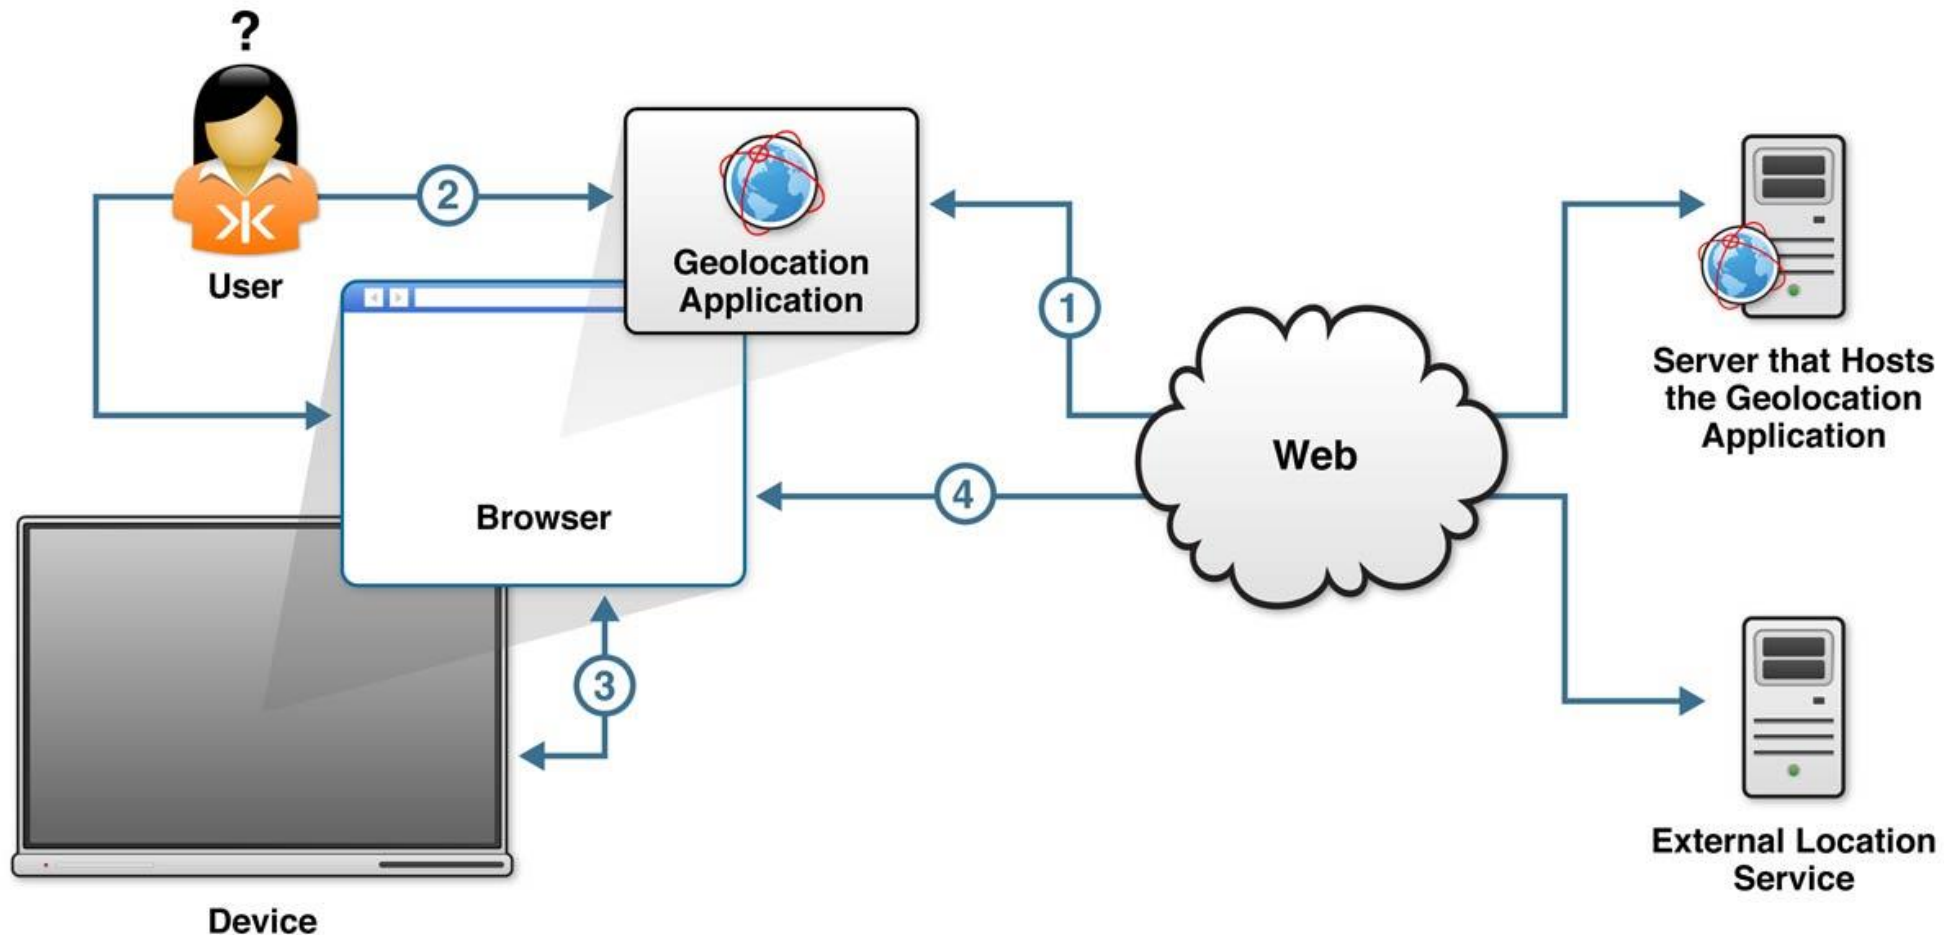 ?
User
2
Geolocation
Application
1
Server that Hosts
the Geolocation
Application
Web
4
Browser
3
External Location
Service
Device